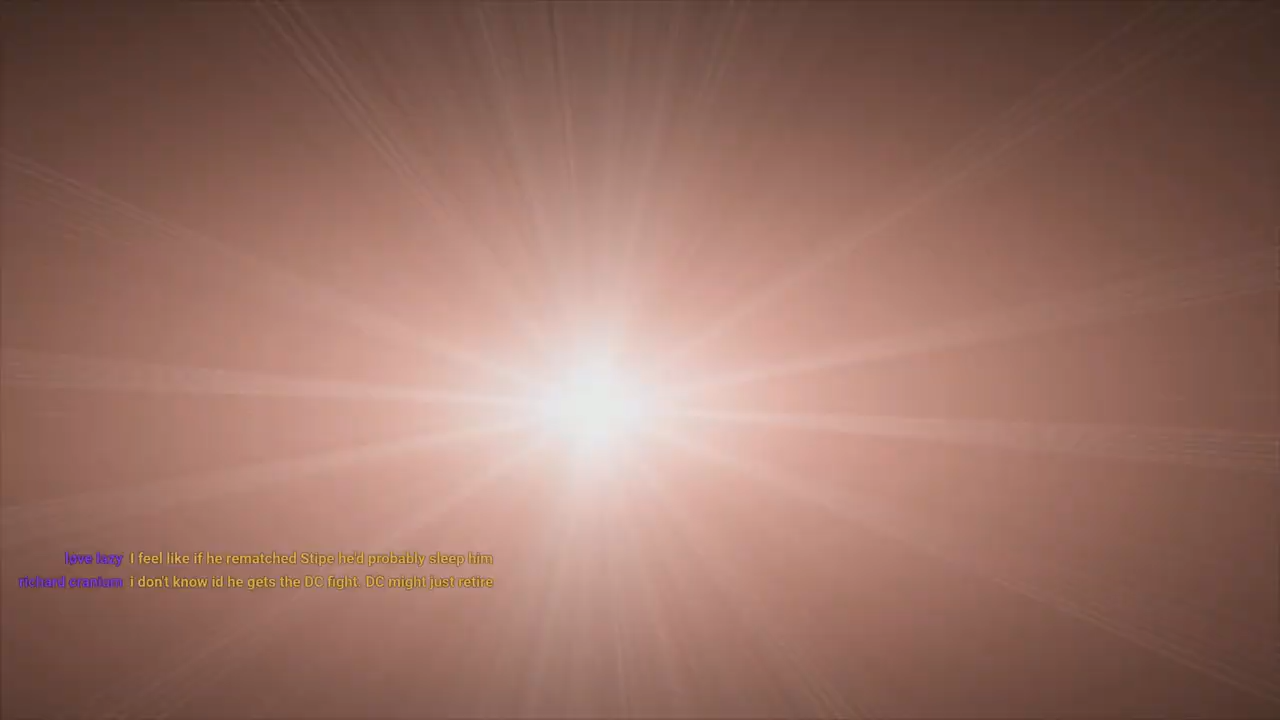 løve lazy I feel like if he rematched Stipe he'd probably sleep him
richard cranium i don't know id he gets the DC fight. DC might just retire